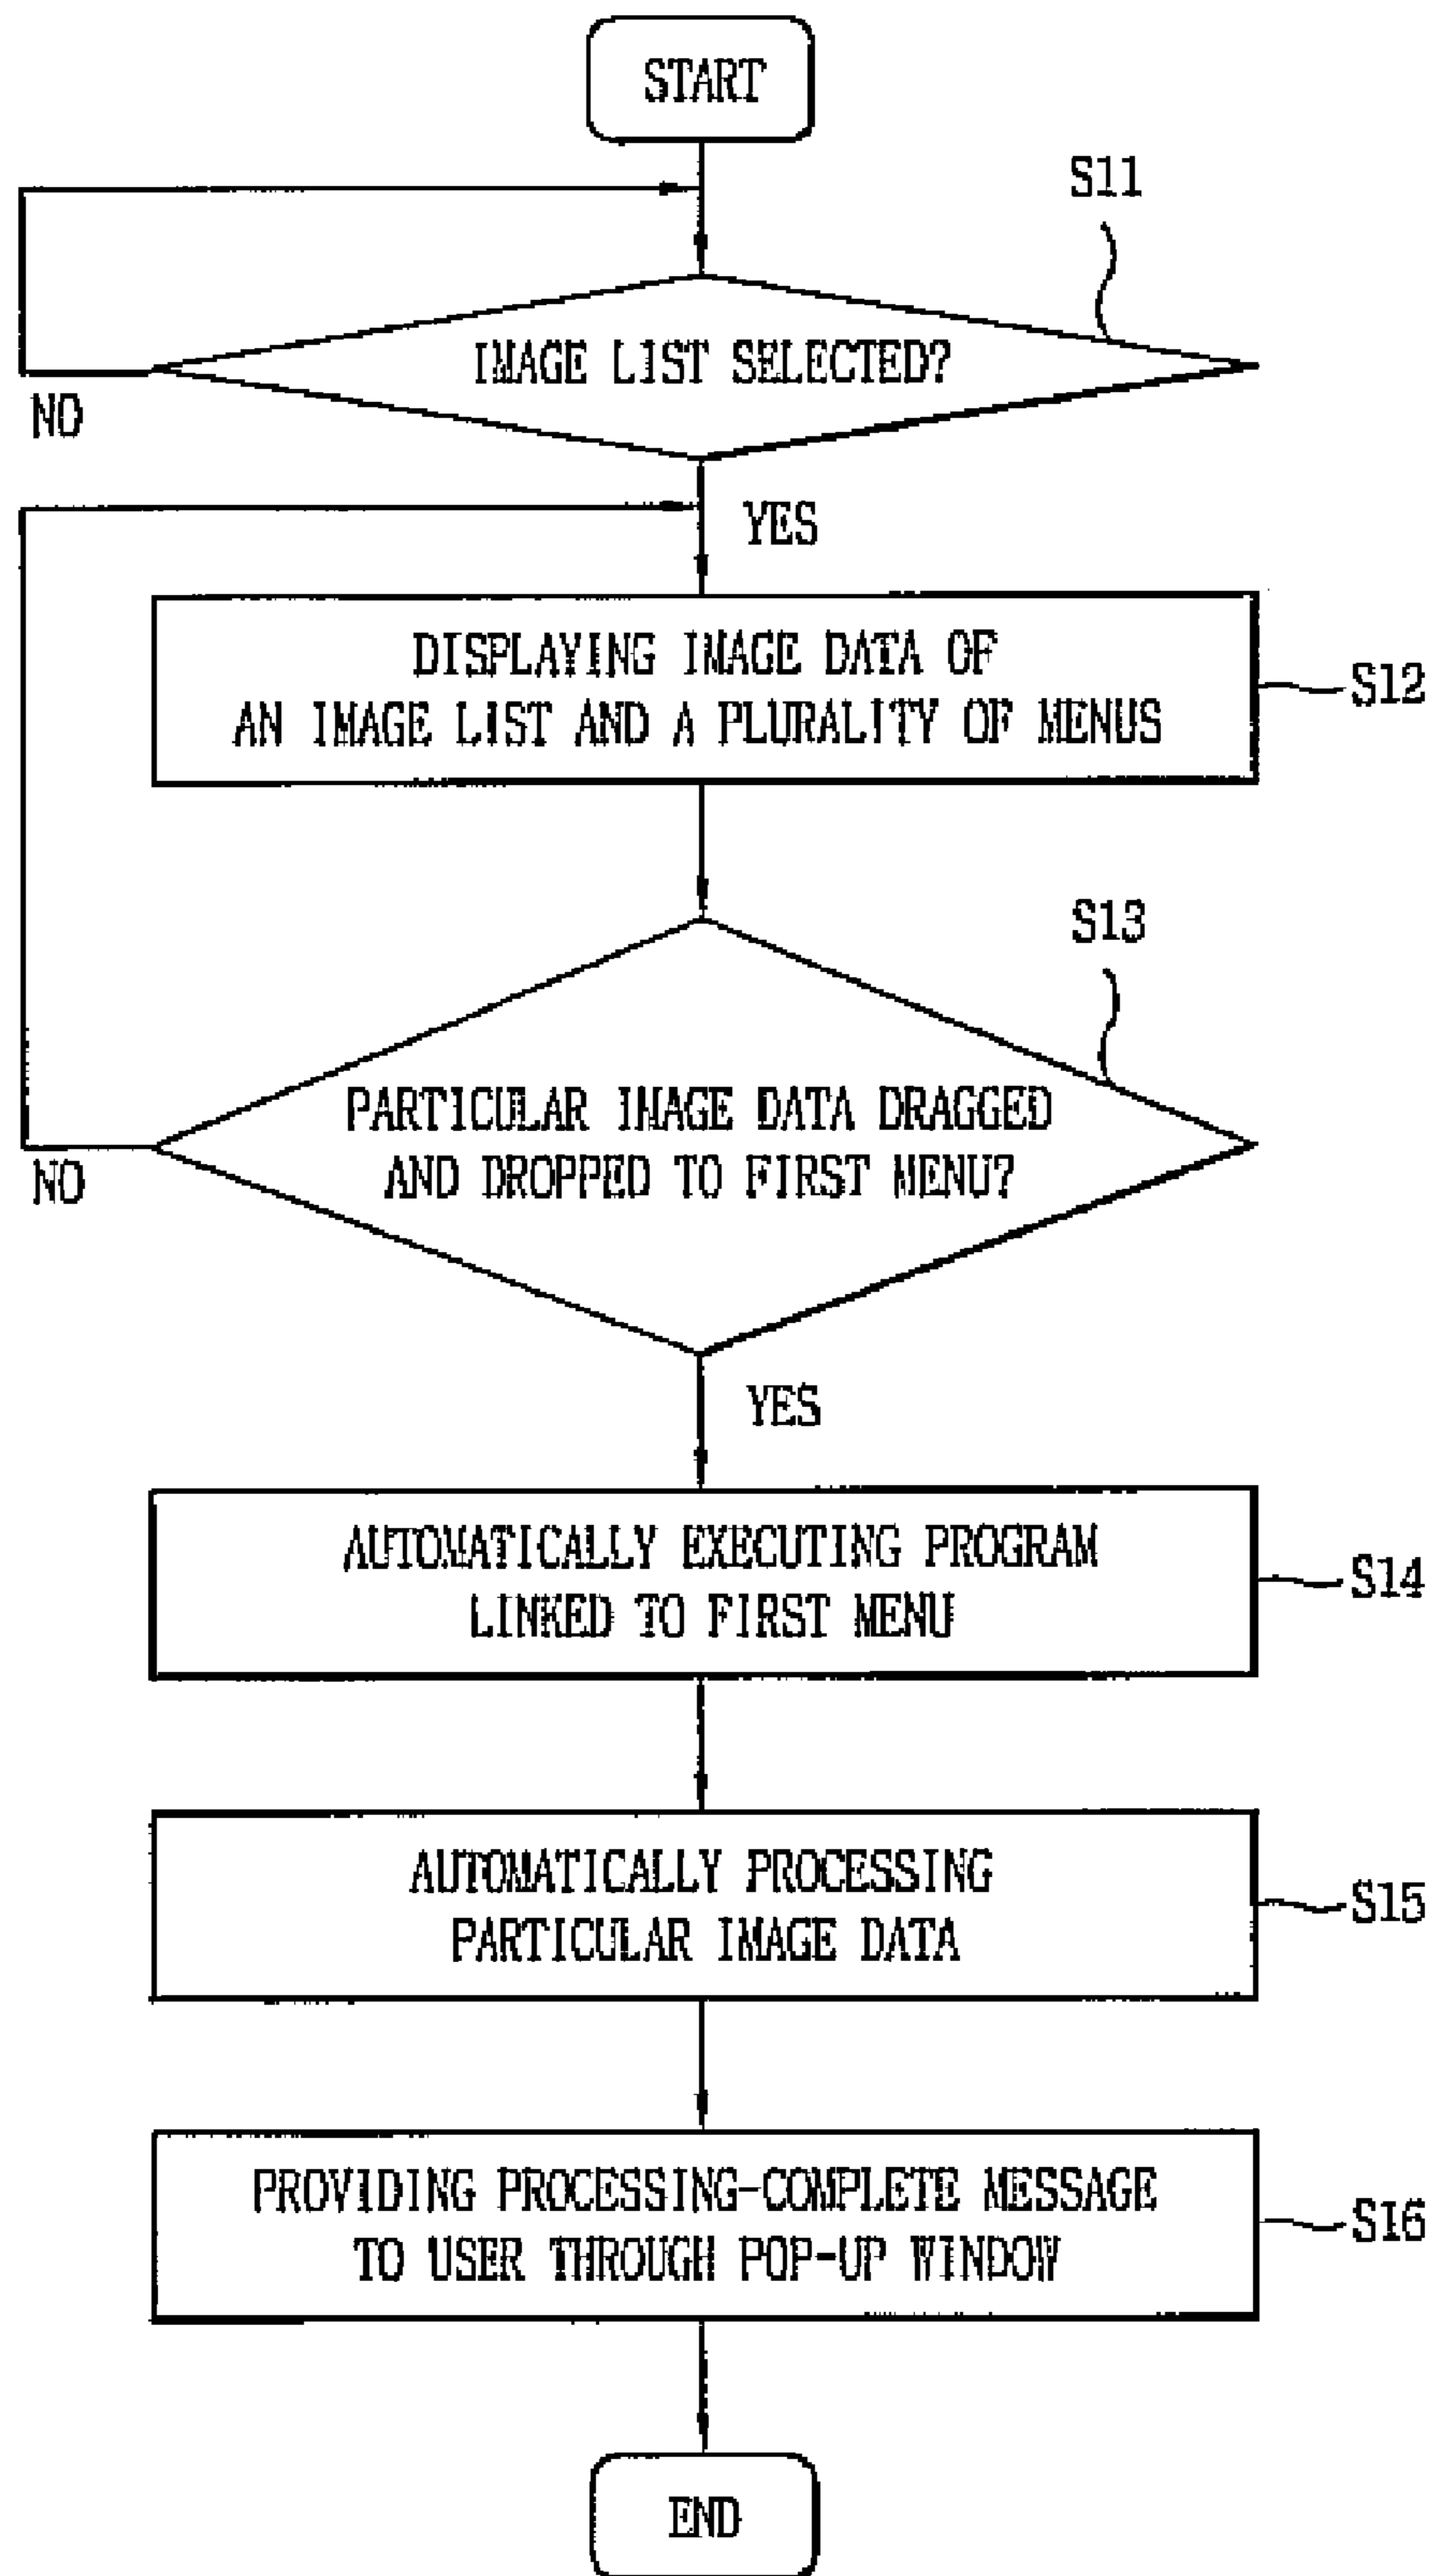 START
S11
IMAGE LIST SELECTED?
NO
YES
DISPLAYING IMAGE DATA OF
AN IMAGE LIST AND A PLURALITY OF MENUS
S12
S13
PARTICULAR IMAGE DATA DRAGGED
AND DROPPED TO FIRST MENU?
NO
YES
AUTOMATICALLY EXECUTING PROGRAM
LINKED TO FIRST MENU
S14
AUTOMATICALLY PROCESSING
PARTICULAR IMAGE DATA
S15
PROVIDING PROCESSING-COMPLETE MESSAGE
TO USER THROUGH POP-UP WINDOW
S16
END